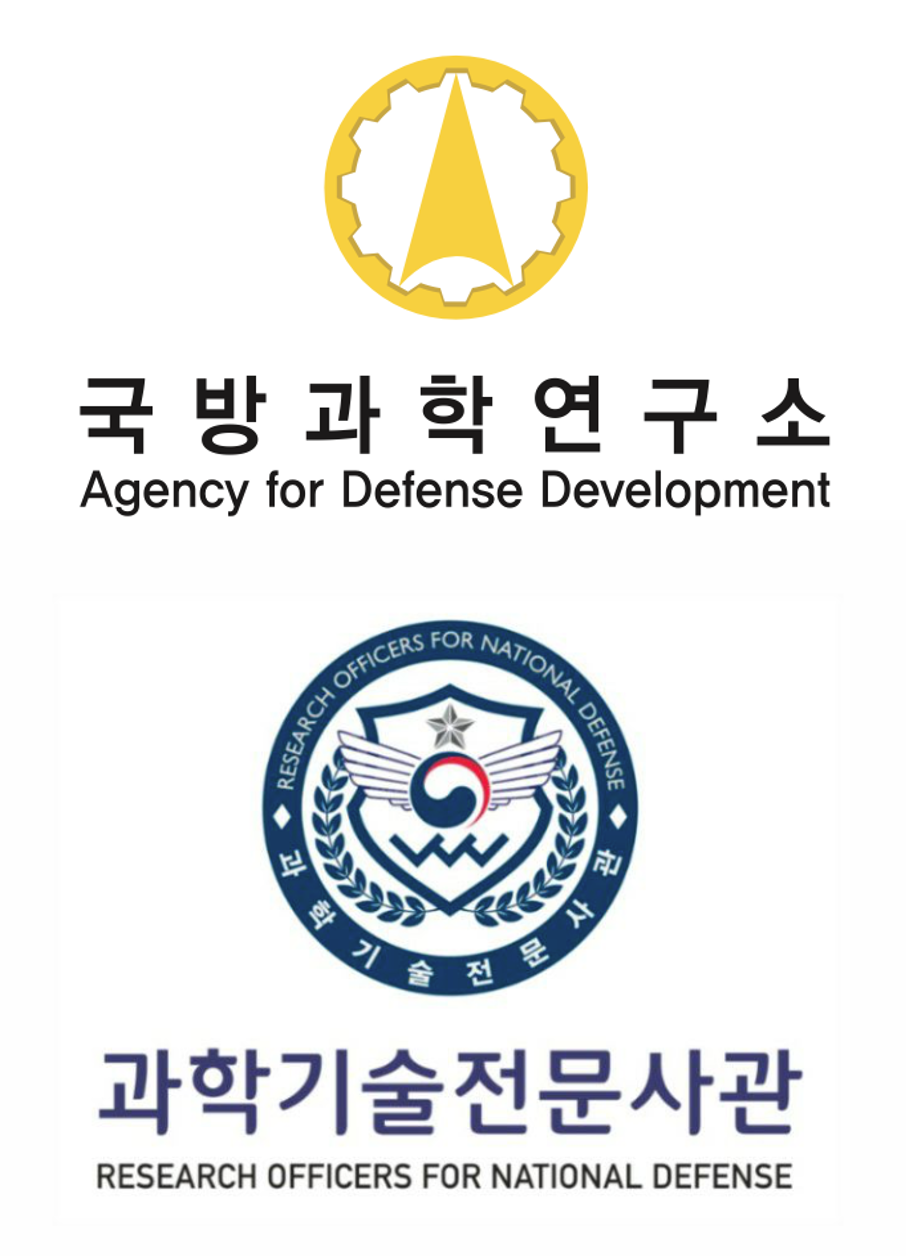 국방과학연구소
Agency for Defense Development
RESEARCH OFFICERS FOR NATIONAL DEFENSE
과학기술전문사관
과학기술전문사관
RESEARCH OFFICERS FOR NATIONAL DEFENSE